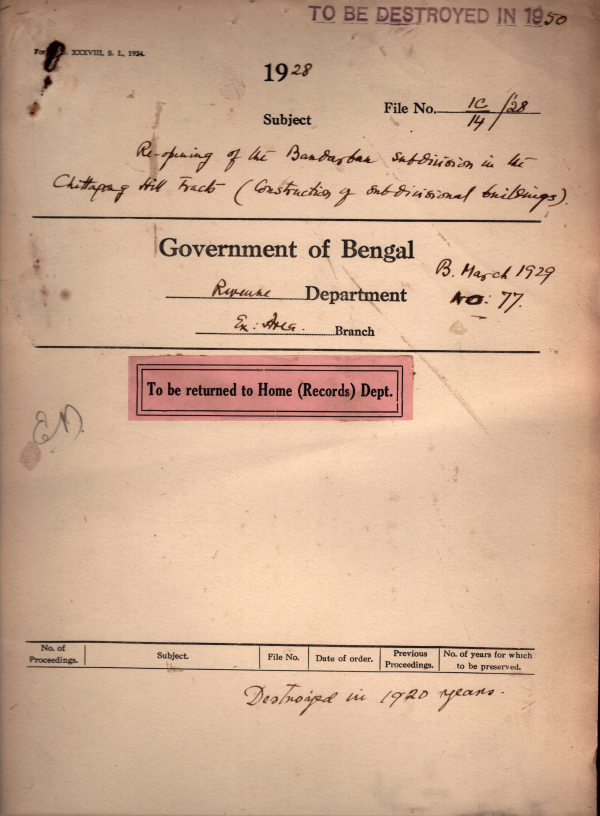 TO BE DESTROYED IN 1950
XXXVIII, S. I., 1924.
1928
Subject
File No. 1C/14/28
Re-opening of the Bandarban subdivision in the
Chittagong Hill Tracts (Construction of sub-divisional buildings).
Government of Bengal
B. March 1929
Revenue Department
No: 77.
Ex: Area. Branch
To be returned to Home (Records) Dept.
No. of Proceedings. Subject. File No. Date of order. Previous Proceedings. No. of years for which to be preserved.
Destroyed in 1920 years.